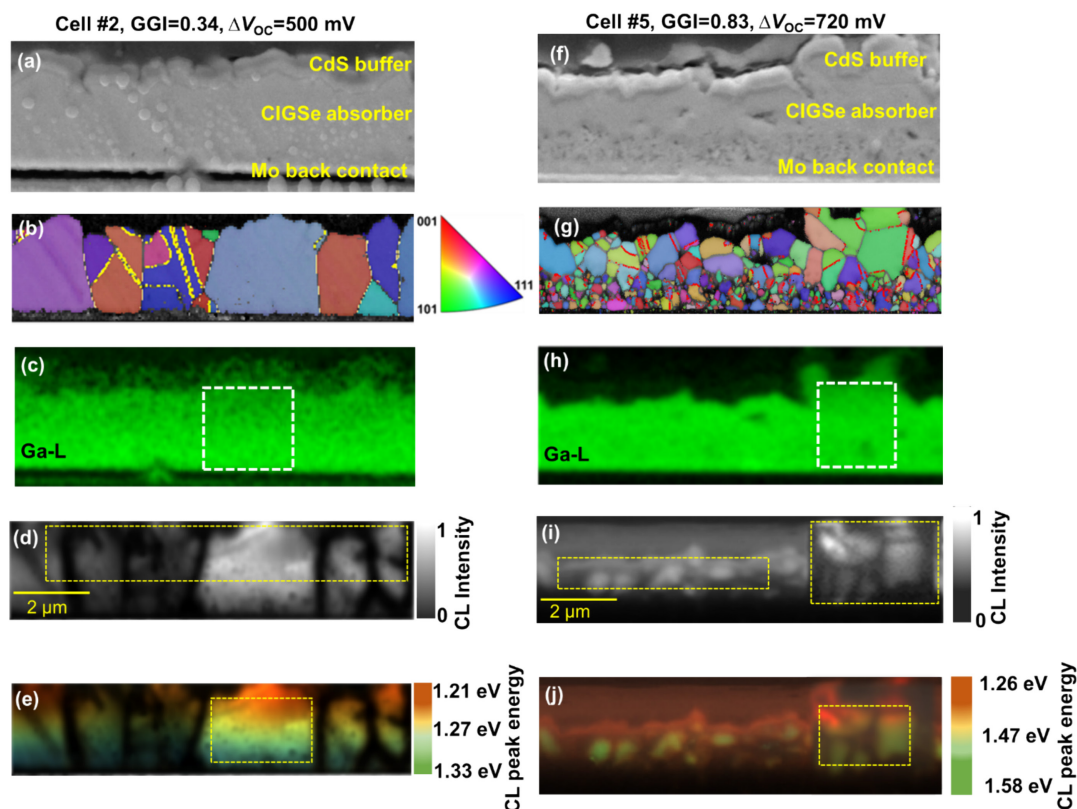 Cell #2, GGI=0.34, ΔVOC=500 mV
(a)
CdS buffer
CIGSe absorber
Mo back contact
(b)
001
101
111
(c)
Ga-L
(d)
2 µm
1
0
CL Intensity
(e)
1.21 eV
1.27 eV
1.33 eV
CL peak energy
Cell #5, GGI=0.83, ΔVOC=720 mV
(f)
CdS buffer
CIGSe absorber
Mo back contact
(g)
(h)
Ga-L
(i)
2 µm
1
0
CL Intensity
(j)
1.26 eV
1.47 eV
1.58 eV
CL peak energy